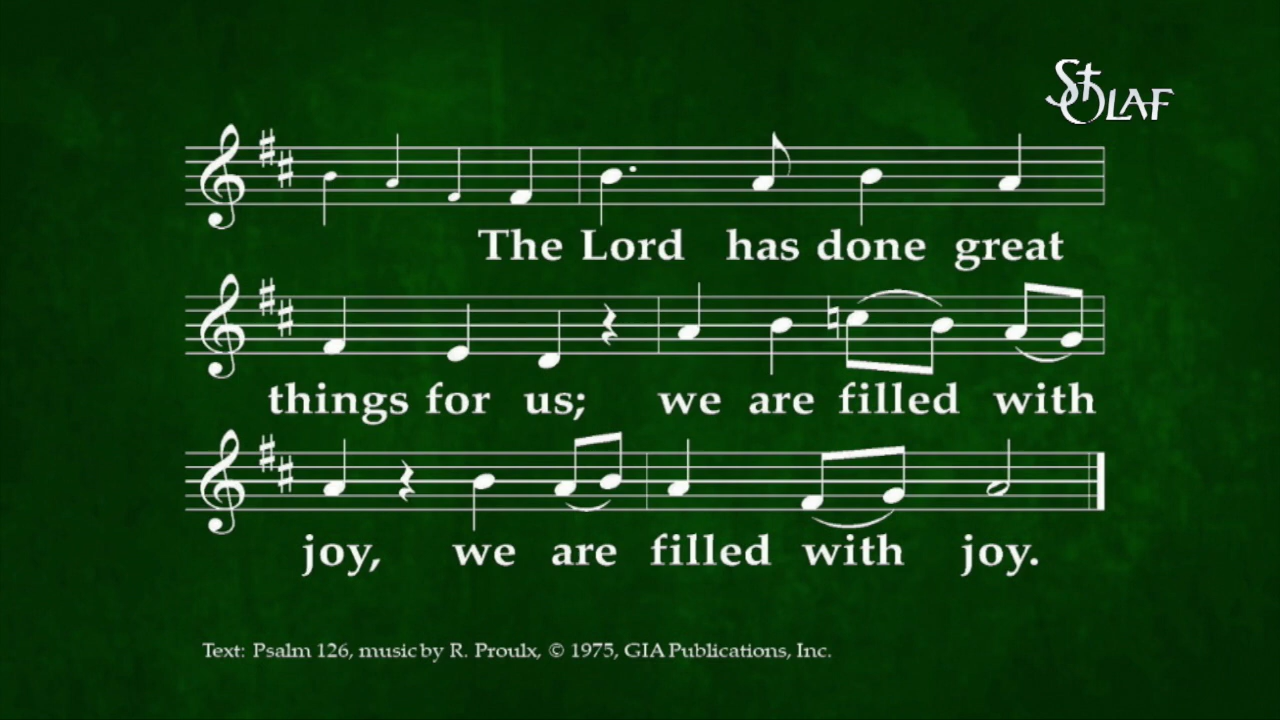 St OLAF
The Lord has done great
things for us; we are filled with
joy, we are filled with joy.
Text: Psalm 126, music by R. Proulx, © 1975, GIA Publications, Inc.